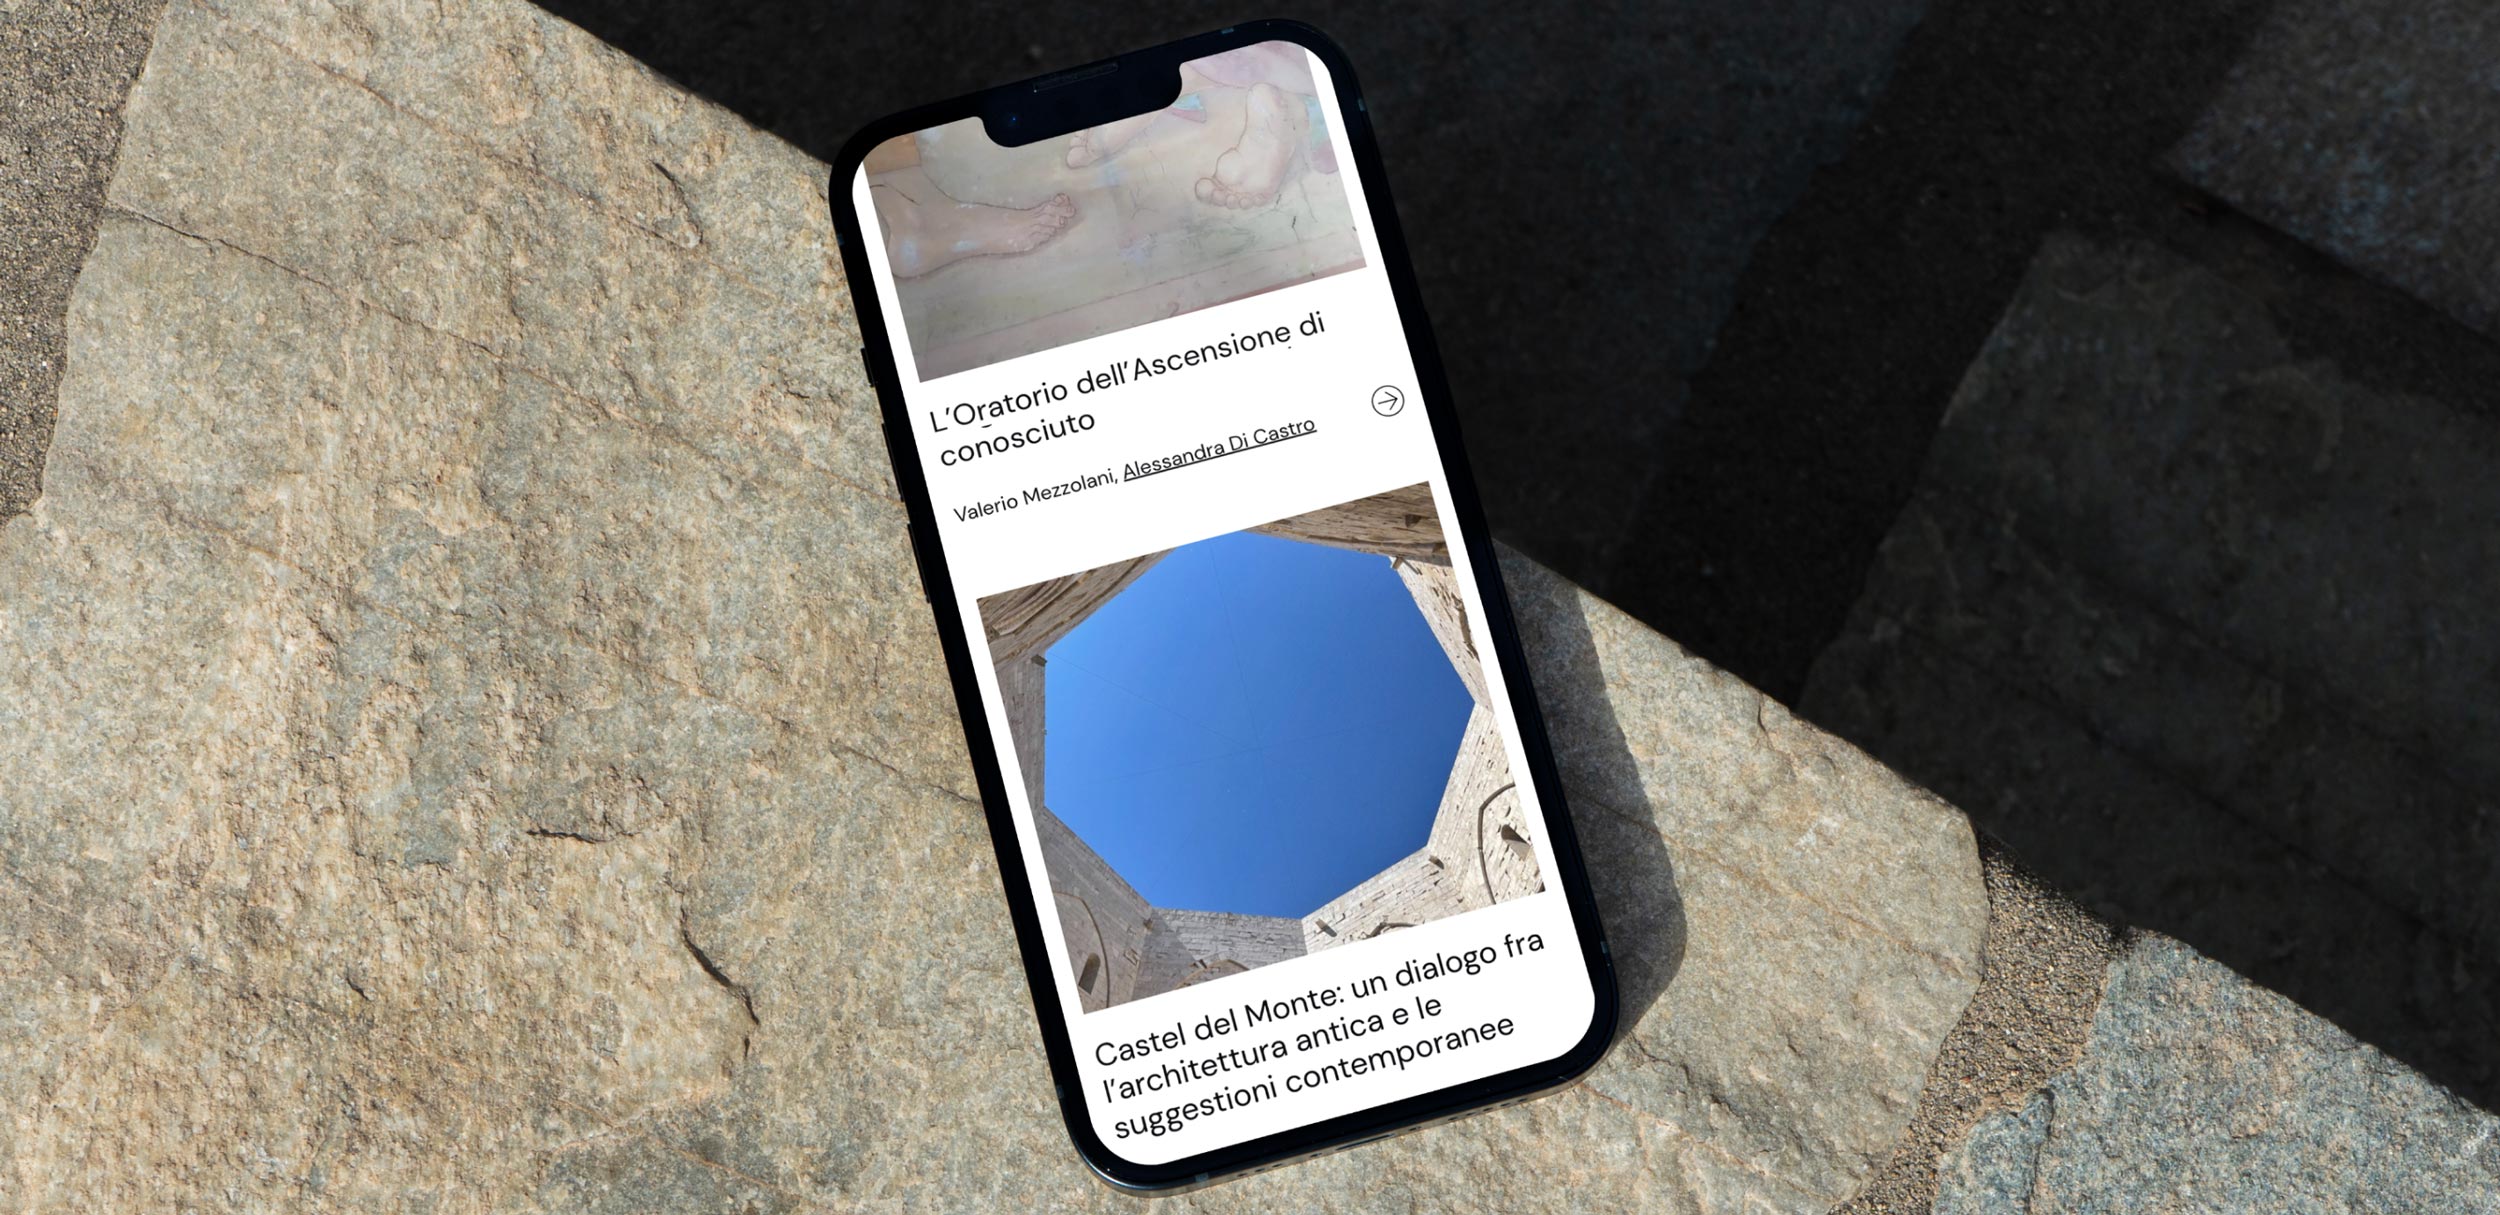 L'Oratorio dell'Ascensione di
conosciuto
Valerio Mezzolani, Alessandra Di Castro
Castel del Monte: un dialogo fra
l'architettura antica e le
suggestioni contemporanee